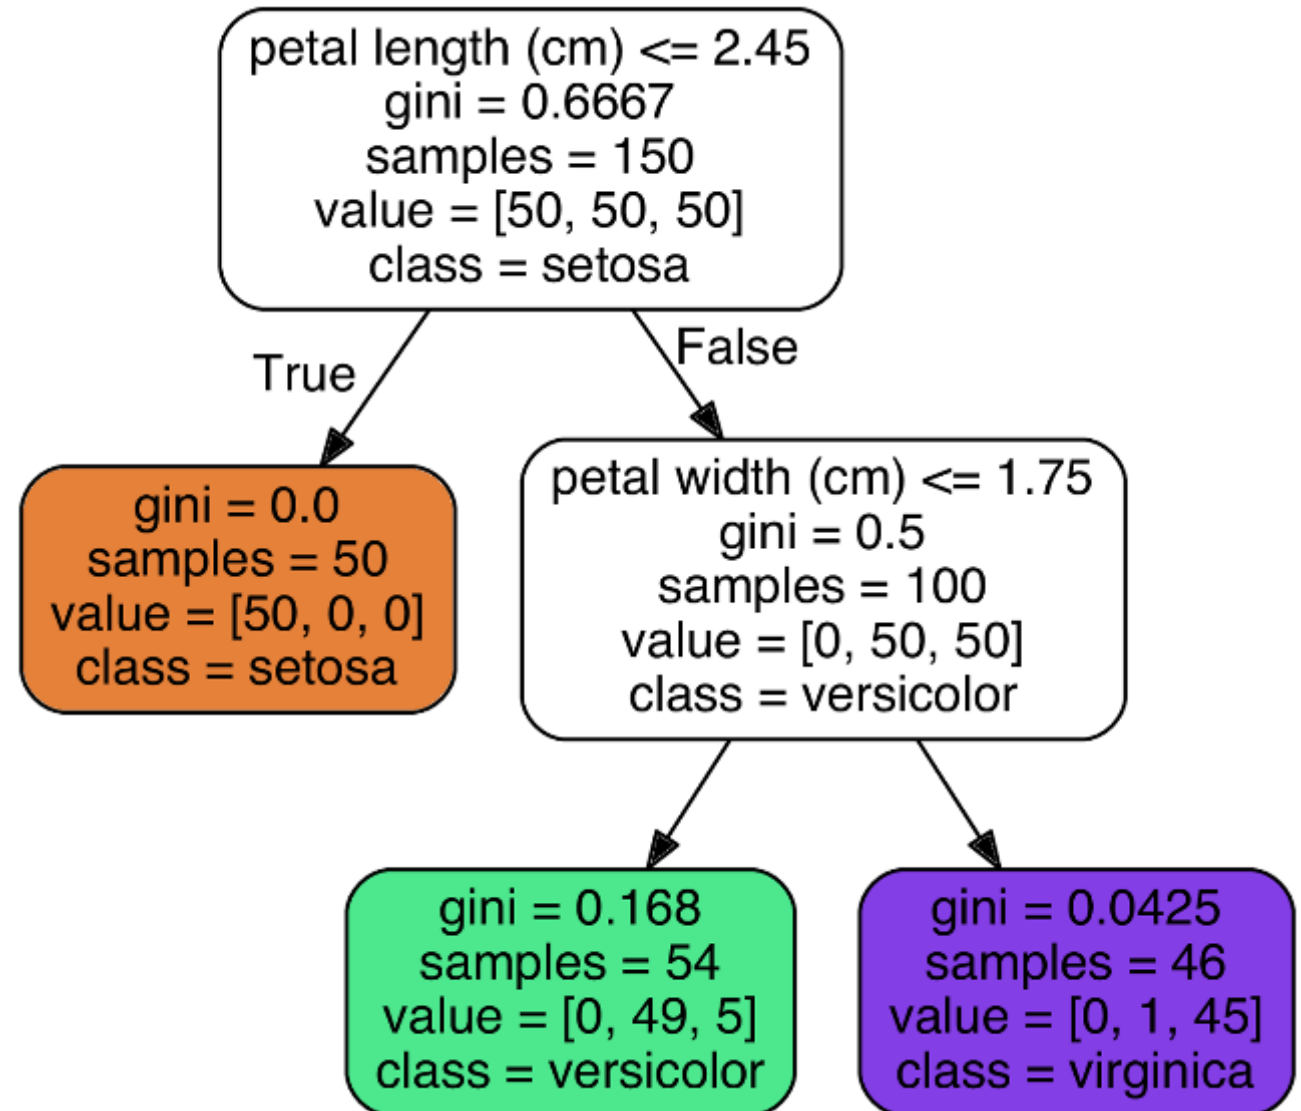 petal length (cm) <= 2.45
gini = 0.6667
samples = 150
value = [50, 50, 50]
class = setosa
True
False
gini = 0.0
samples = 50
value = [50, 0, 0]
class = setosa
petal width (cm) <= 1.75
gini = 0.5
samples = 100
value = [0, 50, 50]
class = versicolor
gini = 0.168
samples = 54
value = [0, 49, 5]
class = versicolor
gini = 0.0425
samples = 46
value = [0, 1, 45]
class = virginica